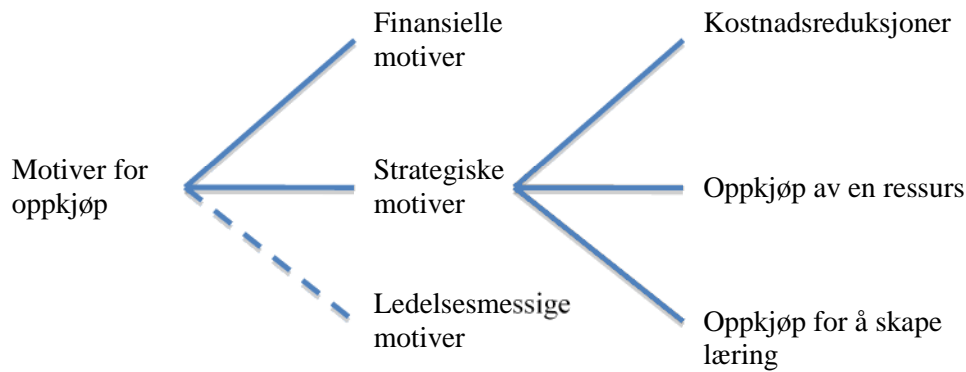 Finansielle
motiver
Kostnadsreduksjoner
Motiver for
oppkjøp
Strategiske
motiver
Oppkjøp av en ressurs
Ledelsesmessige
motiver
Oppkjøp for å skape
læring